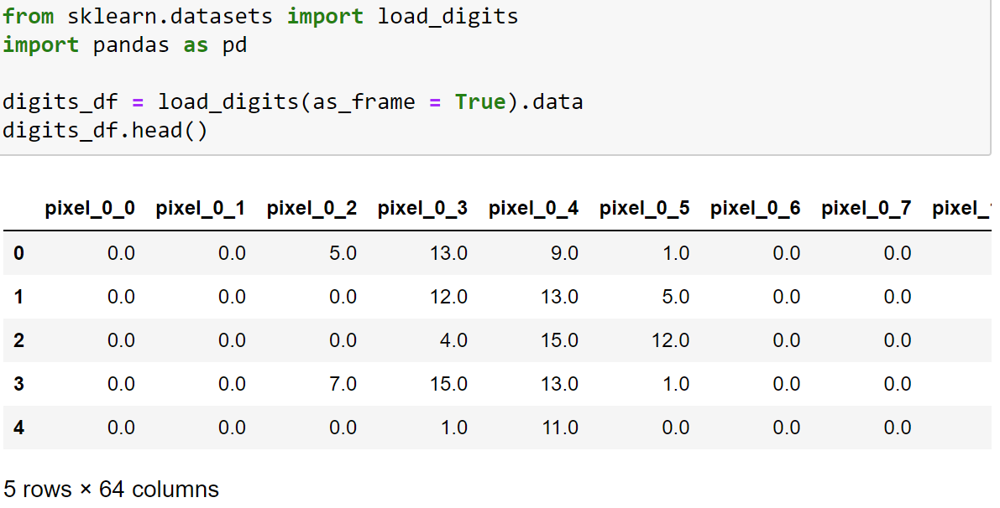 from sklearn.datasets import load_digits
import pandas as pd
digits_df = load_digits(as_frame = True).data
digits_df.head()
pixel_0_0 pixel_0_1 pixel_0_2 pixel_0_3 pixel_0_4 pixel_0_5 pixel_0_6 pixel_0_7 pixel_
0 0.0 0.0 5.0 13.0 9.0 1.0 0.0 0.0
1 0.0 0.0 0.0 12.0 13.0 5.0 0.0 0.0
2 0.0 0.0 0.0 4.0 15.0 12.0 0.0 0.0
3 0.0 0.0 7.0 15.0 13.0 1.0 0.0 0.0
4 0.0 0.0 0.0 1.0 11.0 0.0 0.0 0.0
5 rows × 64 columns